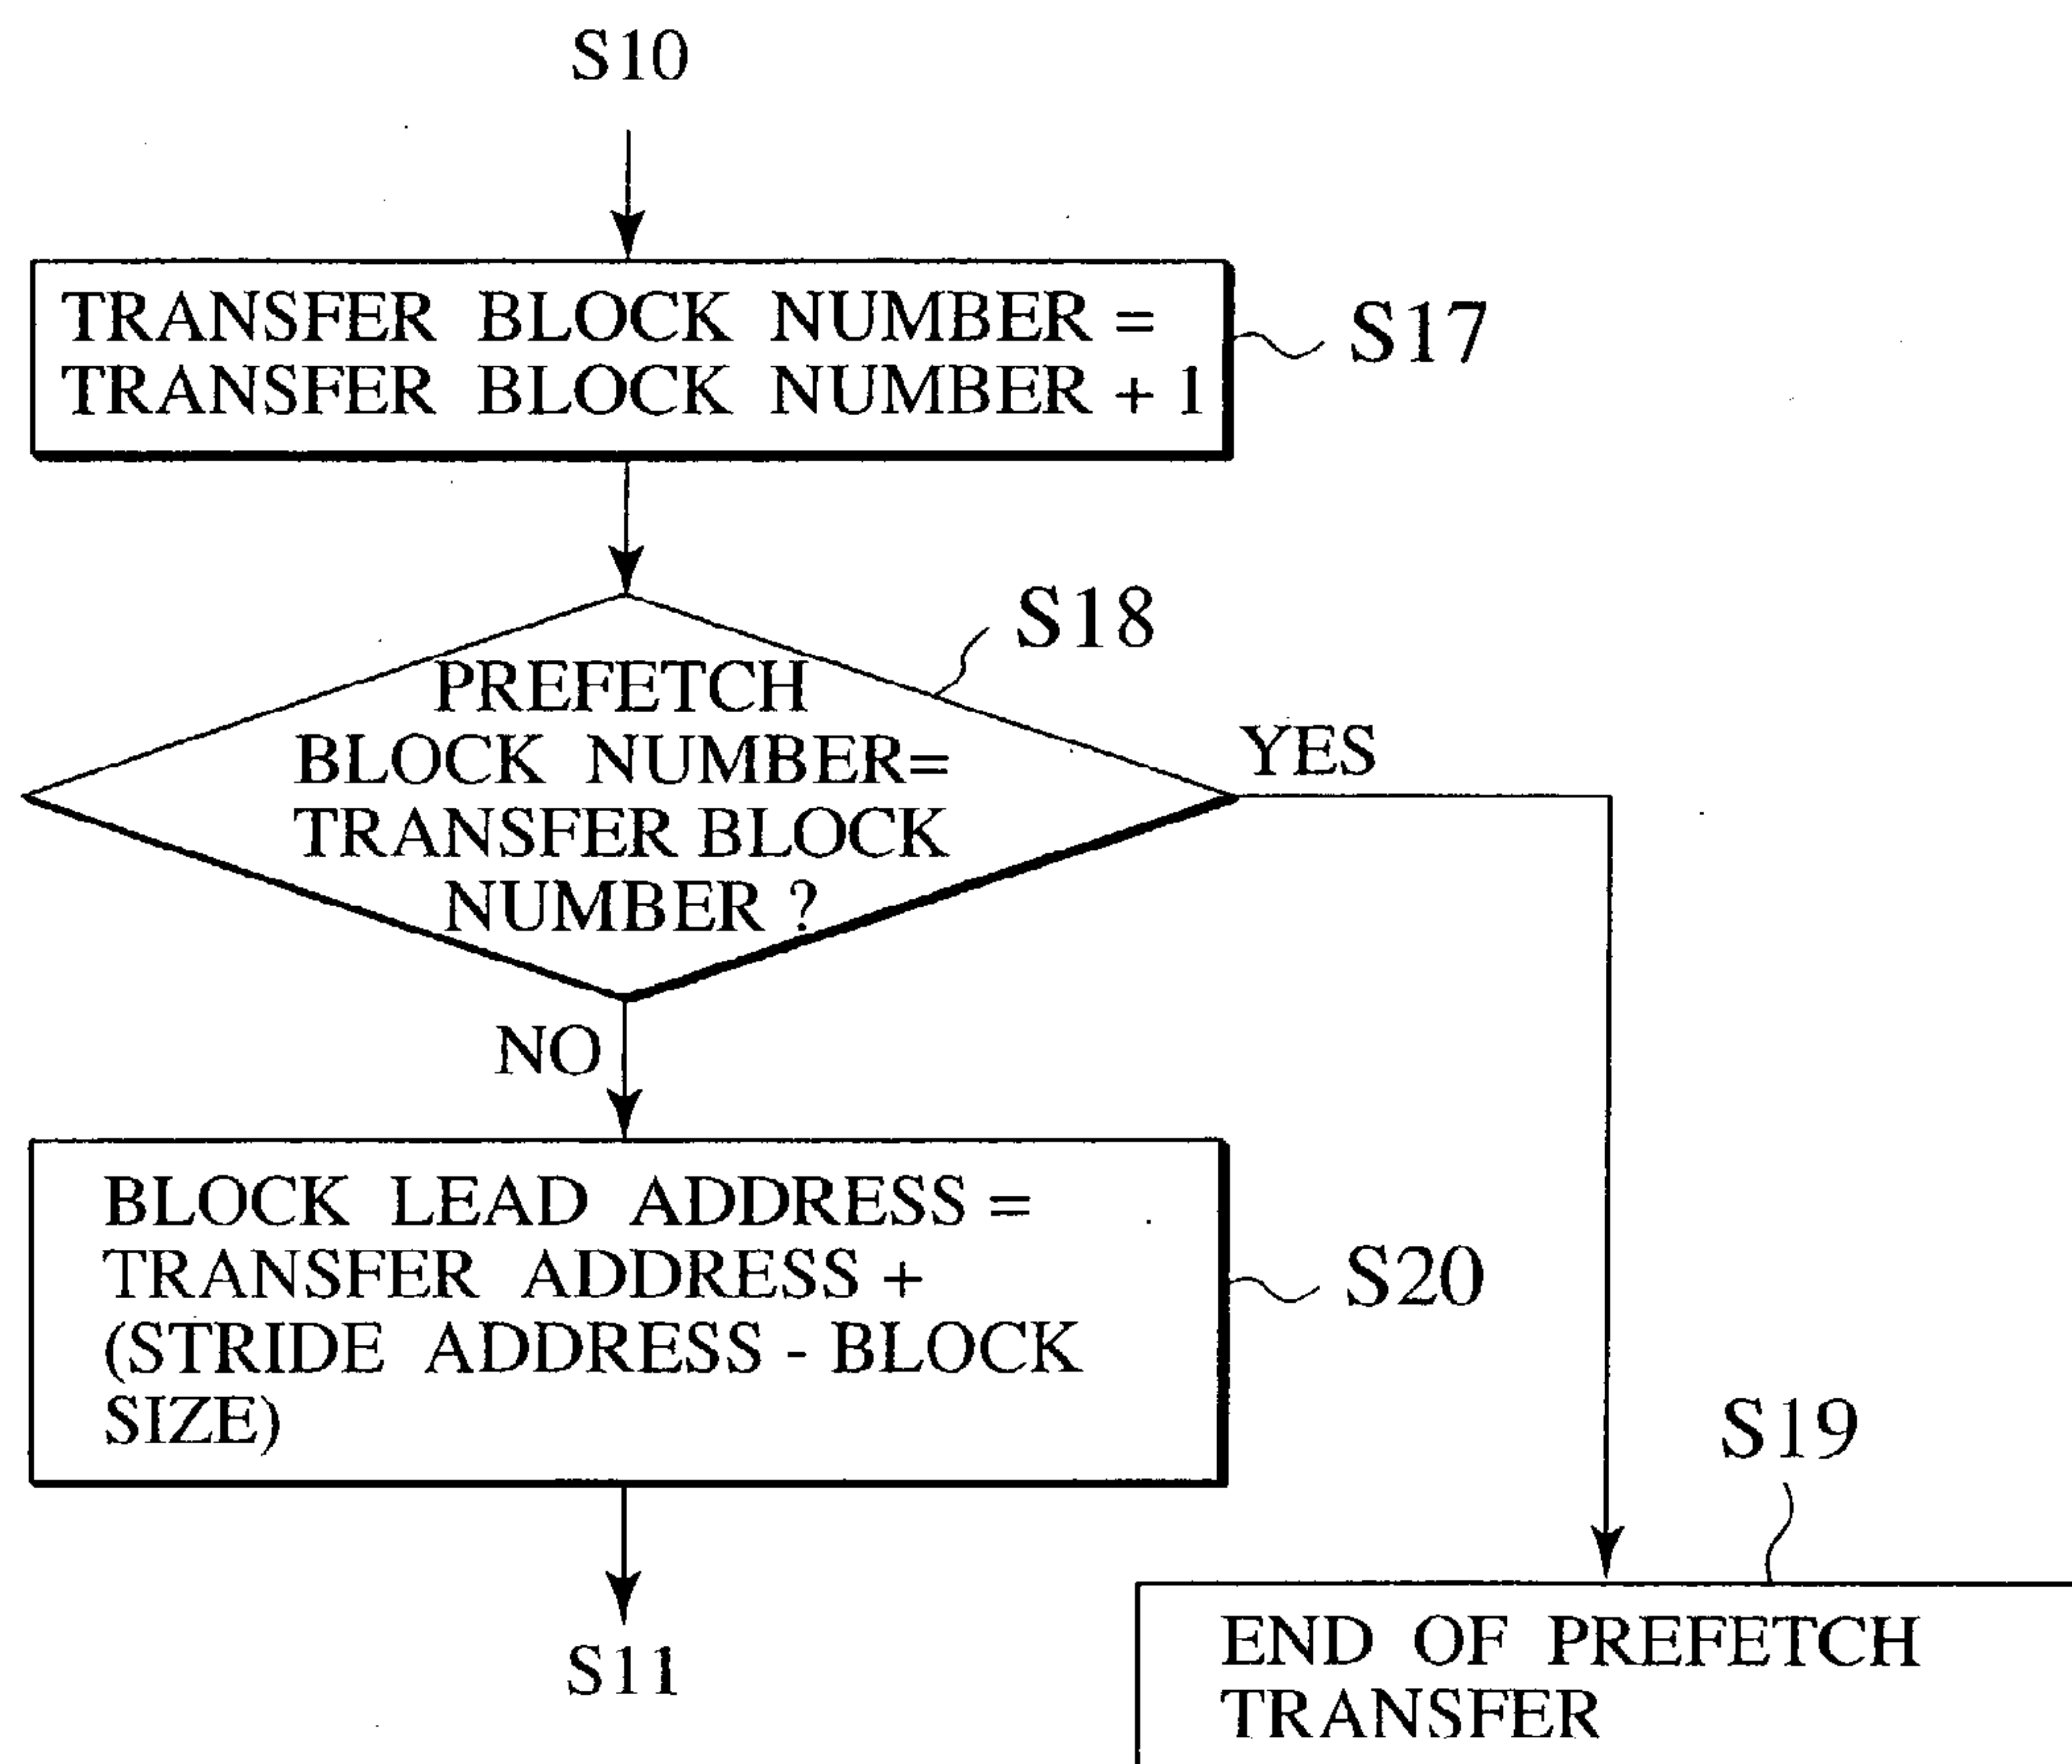 S10
TRANSFER BLOCK NUMBER =
TRANSFER BLOCK NUMBER + 1
S17
S18
PREFETCH
BLOCK NUMBER=
TRANSFER BLOCK
NUMBER ?
YES
NO
BLOCK LEAD ADDRESS =
TRANSFER ADDRESS +
(STRIDE ADDRESS - BLOCK
SIZE)
S20
S19
S11
END OF PREFETCH
TRANSFER